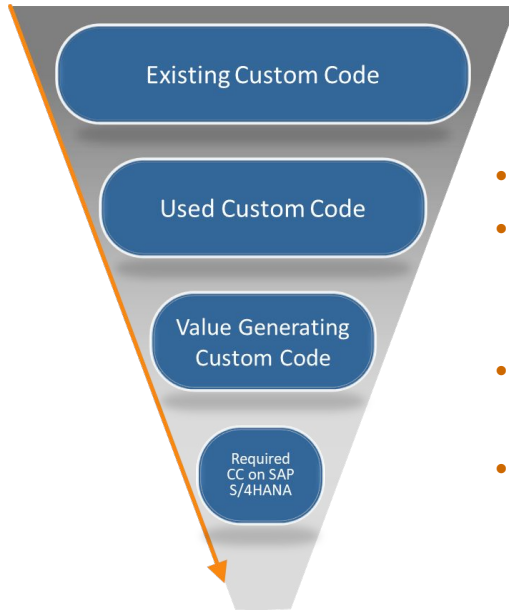 Existing Custom Code
Used Custom Code
Value Generating
Custom Code
Required
CC on SAP
S/4HANA